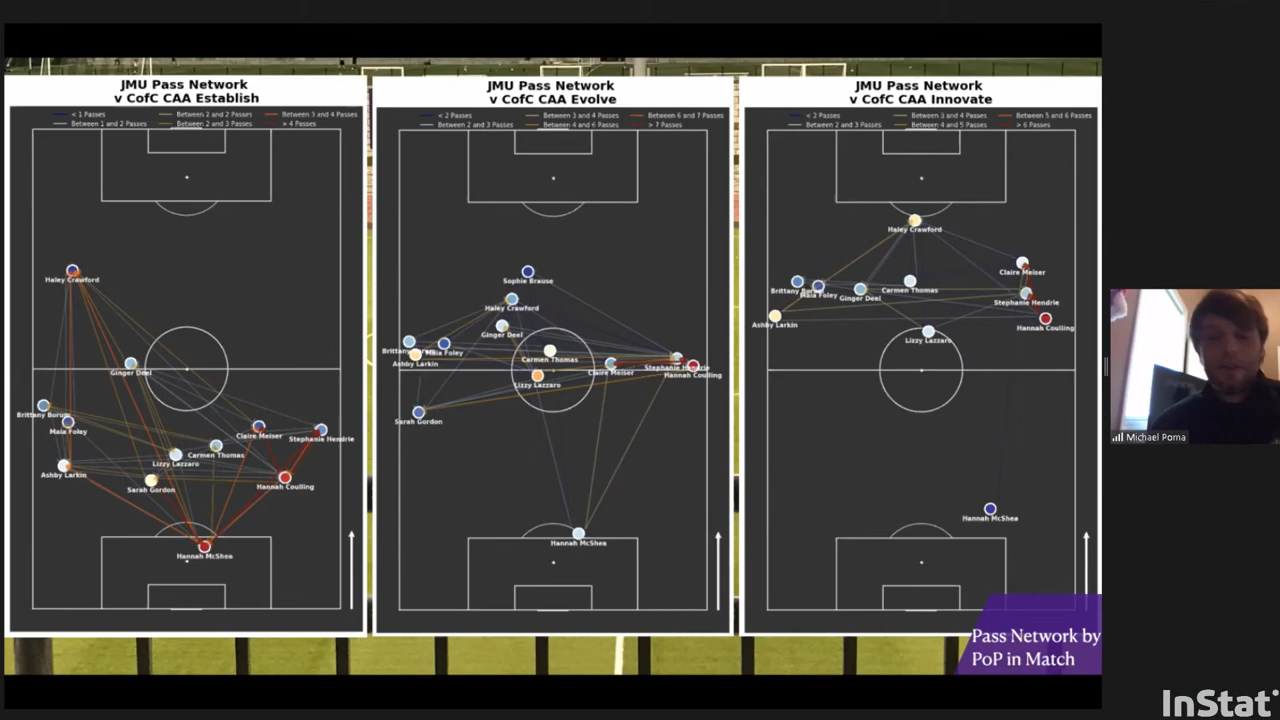 JMU Pass Network
v CofC CAA Establish
< 1 Passes
Between 1 and 2 Passes
Between 2 and 2 Passes
Between 2 and 3 Passes
Between 3 and 4 Passes
> 4 Passes
Haley Crawford
Ginger Deel
Brittany Borum
Maia Foley
Claire Meiser
Stephanie Hendrie
Carmen Thomas
Lizzy Lazzaro
Ashby Larkin
Sarah Gordon
Hannah Coulling
Hannah McShea
JMU Pass Network
v CofC CAA Evolve
< 2 Passes
Between 2 and 3 Passes
Between 3 and 4 Passes
Between 4 and 6 Passes
Between 6 and 7 Passes
> 7 Passes
Sophie Brause
Haley Crawford
Ginger Deel
Maia Foley
Ashby Larkin
Carmen Thomas
Stephanie Hendrie
Claire Meiser
Hannah Coulling
Lizzy Lazzaro
Sarah Gordon
Hannah McShea
JMU Pass Network
v CofC CAA Innovate
< 2 Passes
Between 2 and 3 Passes
Between 3 and 4 Passes
Between 4 and 5 Passes
Between 5 and 6 Passes
> 6 Passes
Haley Crawford
Claire Meiser
Brittany Borum
Maia Foley
Ginger Deel
Carmen Thomas
Stephanie Hendrie
Ashby Larkin
Hannah Coulling
Lizzy Lazzaro
Hannah McShea
Pass Network by
PoP in Match
Michael Poma
InStat